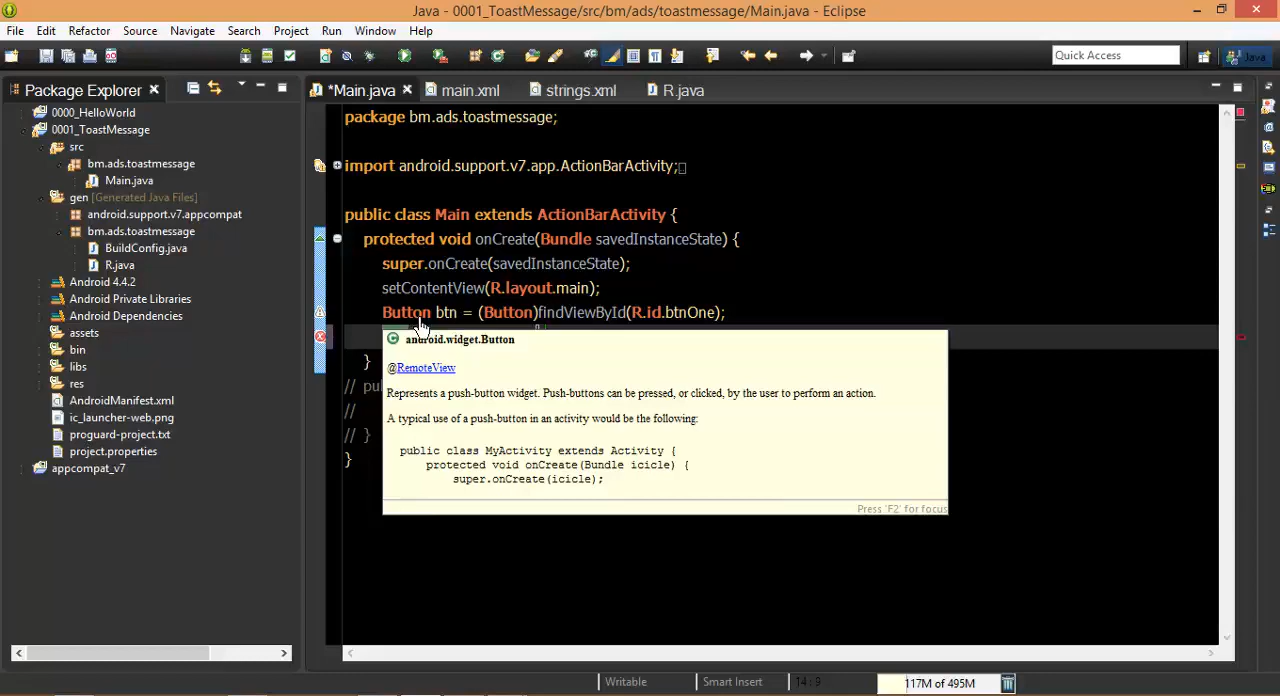 Java - 0001_ToastMessage/src/bm/ads/toastmessage/Main.java - Eclipse
File Edit Refactor Source Navigate Search Project Run Window Help
Quick Access
Java
Package Explorer
*Main.java
main.xml
strings.xml
R.java
0000_HelloWorld
0001_ToastMessage
src
bm.ads.toastmessage
Main.java
gen [Generated Java Files]
android.support.v7.appcompat
bm.ads.toastmessage
BuildConfig.java
R.java
Android 4.4.2
Android Private Libraries
Android Dependencies
assets
bin
libs
res
AndroidManifest.xml
ic_launcher-web.png
proguard-project.txt
project.properties
appcompat_v7
package bm.ads.toastmessage;
import android.support.v7.app.ActionBarActivity;
public class Main extends ActionBarActivity {
protected void onCreate(Bundle savedInstanceState) {
super.onCreate(savedInstanceState);
setContentView(R.layout.main);
Button btn = (Button)findViewById(R.id.btnOne);
}
// pu
//
// }
}
android.widget.Button
@RemoteView
Represents a push-button widget. Push-buttons can be pressed, or clicked, by the user to perform an action.
A typical use of a push-button in an activity would be the following:
public class MyActivity extends Activity {
protected void onCreate(Bundle icicle) {
super.onCreate(icicle);
Press 'F2' for focus
Writable
Smart Insert
14 : 9
117M of 495M